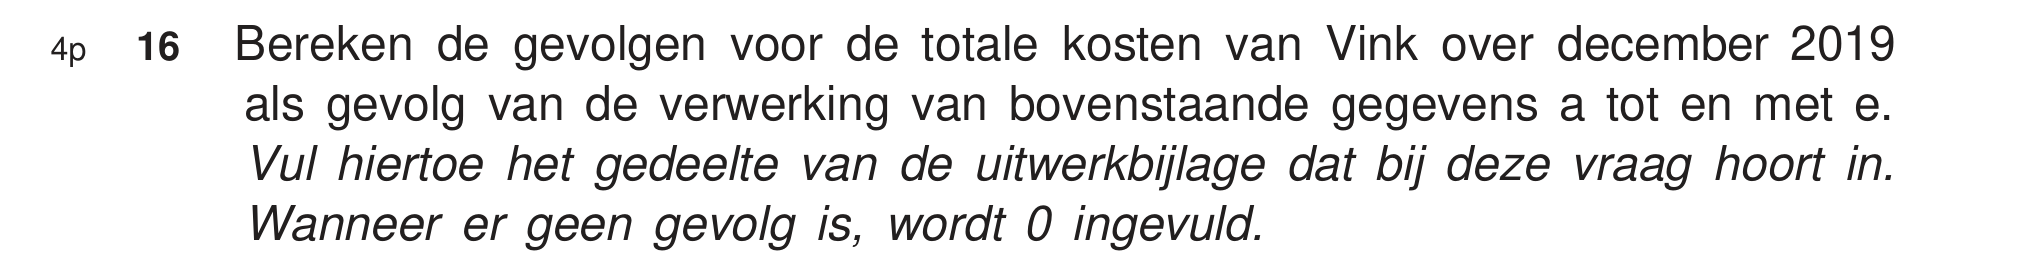 4p 16 Bereken de gevolgen voor de totale kosten van Vink over december 2019
als gevolg van de verwerking van bovenstaande gegevens a tot en met e.
Vul hiertoe het gedeelte van de uitwerkbijlage dat bij deze vraag hoort in.
Wanneer er geen gevolg is, wordt 0 ingevuld.